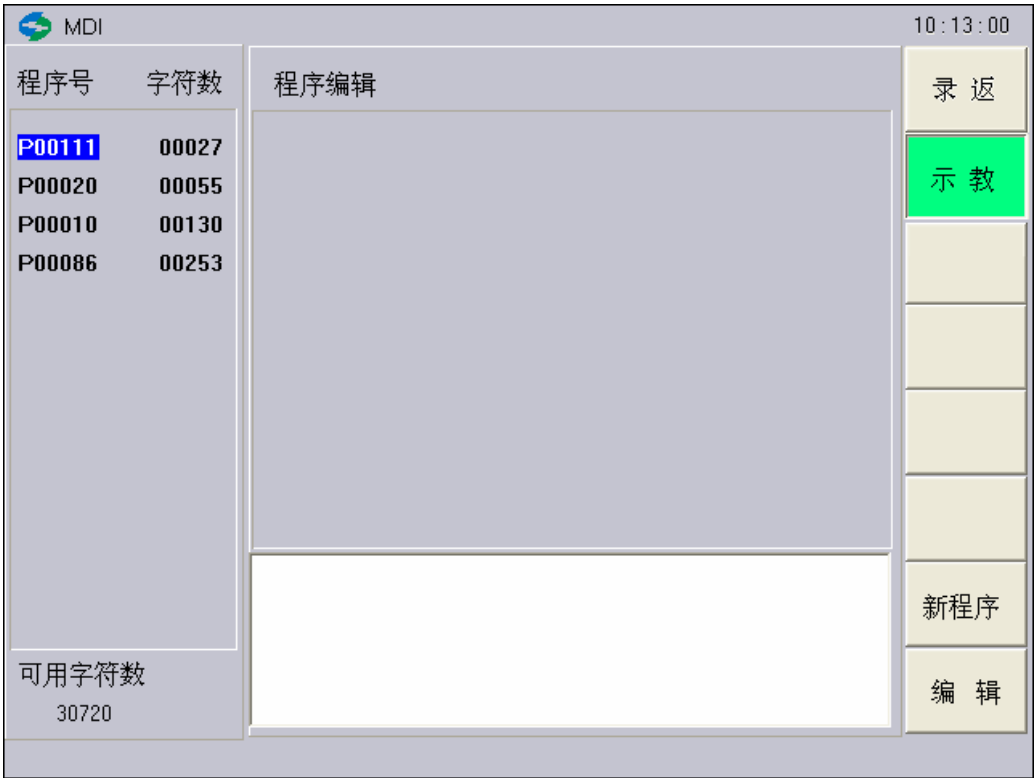 MDI 10:13:00
程序号 字符数
P00111 00027
P00020 00055
P00010 00130
P00086 00253
可用字符数
30720
程序编辑
录 返
示 教
新程序
编 辑